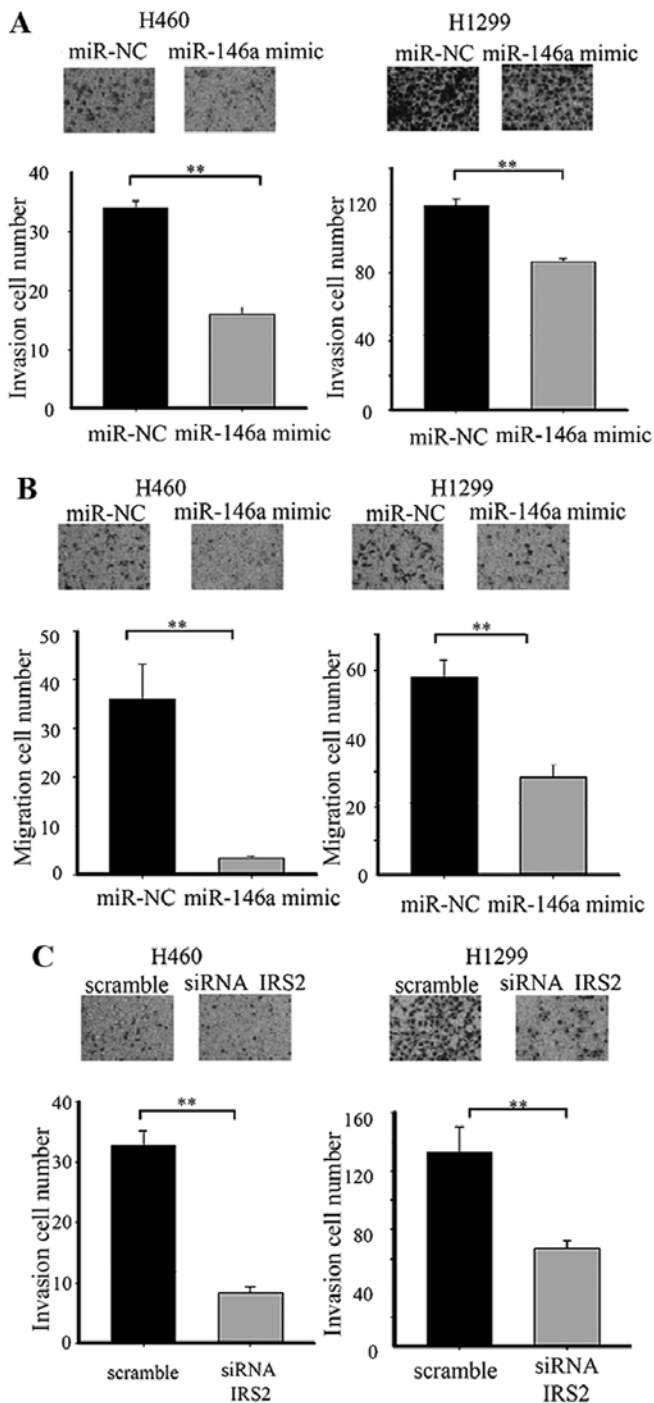 A
H460
H1299
miR-NC miR-146a mimic
miR-NC miR-146a mimic
**
**
Invasion cell number
40
30
20
10
0
Invasion cell number
120
80
40
0
miR-NC miR-146a mimic
miR-NC miR-146a mimic
B
H460
H1299
miR-NC miR-146a mimic
miR-NC miR-146a mimic
**
**
Migration cell number
50
40
30
20
10
0
Migration cell number
60
40
20
0
miR-NC miR-146a mimic
miR-NC miR-146a mimic
C
H460
H1299
scramble siRNA IRS2
scramble siRNA IRS2
**
**
Invasion cell number
40
30
20
10
0
Invasion cell number
160
120
80
60
0
scramble siRNA
IRS2
scramble siRNA
IRS2